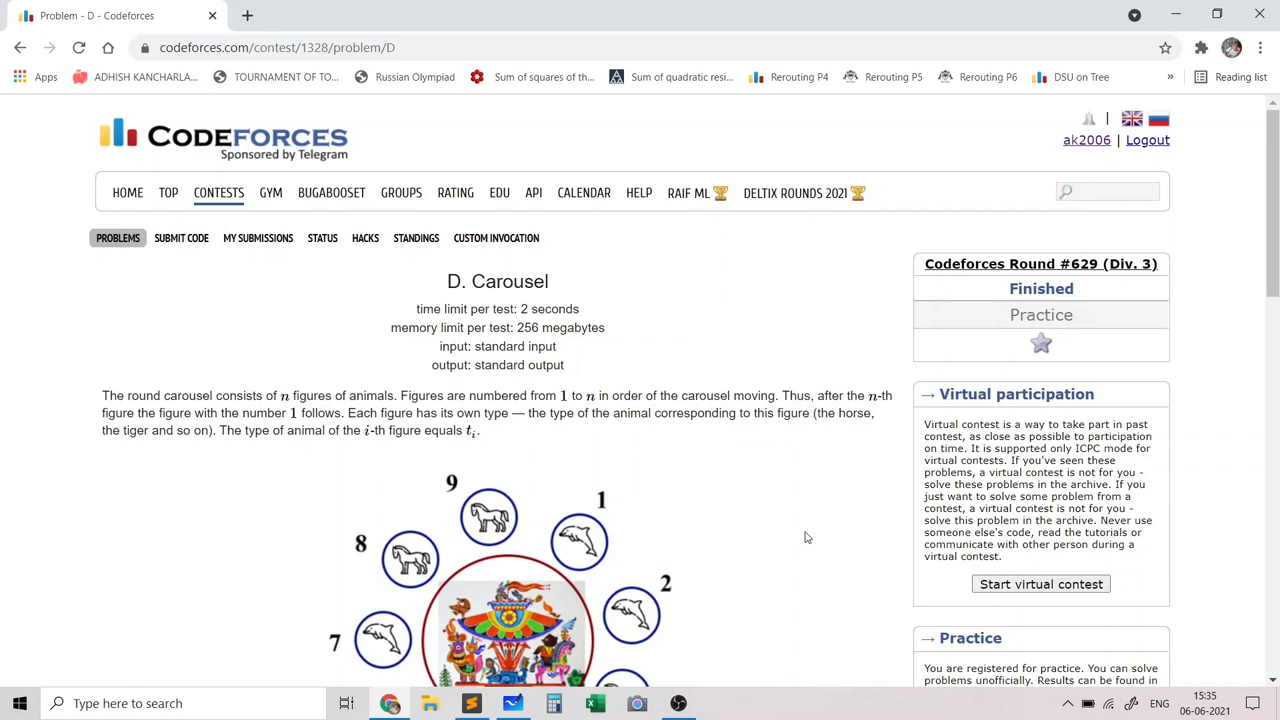 Problem - D - Codeforces
codeforces.com/contest/1328/problem/D
Apps ADHISH KANCHARLA... TOURNAMENT OF TO... Russian Olympiad Sum of squares of th... Sum of quadratic resi... Rerouting P4 Rerouting P5 Rerouting P6 DSU on Tree » Reading list
CODEFORCES
Sponsored by Telegram
ak2006 | Logout
HOME TOP CONTESTS GYM BUGABOOSET GROUPS RATING EDU API CALENDAR HELP RAIF ML DELTIX ROUNDS 2021
PROBLEMS SUBMIT CODE MY SUBMISSIONS STATUS HACKS STANDINGS CUSTOM INVOCATION
D. Carousel
time limit per test: 2 seconds
memory limit per test: 256 megabytes
input: standard input
output: standard output
The round carousel consists of n figures of animals. Figures are numbered from 1 to n in order of the carousel moving. Thus, after the n-th
figure the figure with the number 1 follows. Each figure has its own type — the type of the animal corresponding to this figure (the horse,
the tiger and so on). The type of animal of the i-th figure equals tᵢ.
9
1
8
2
7
Codeforces Round #629 (Div. 3)
Finished
Practice
→ Virtual participation
Virtual contest is a way to take part in past
contest, as close as possible to participation
on time. It is supported only ICPC mode for
virtual contests. If you've seen these
problems, a virtual contest is not for you -
solve these problems in the archive. If you
just want to solve some problem from a
contest, a virtual contest is not for you -
solve this problem in the archive. Never use
someone else's code, read the tutorials or
communicate with other person during a
virtual contest.
Start virtual contest
→ Practice
You are registered for practice. You can solve
problems unofficially. Results can be found in
Type here to search
ENG
15:35
06-06-2021